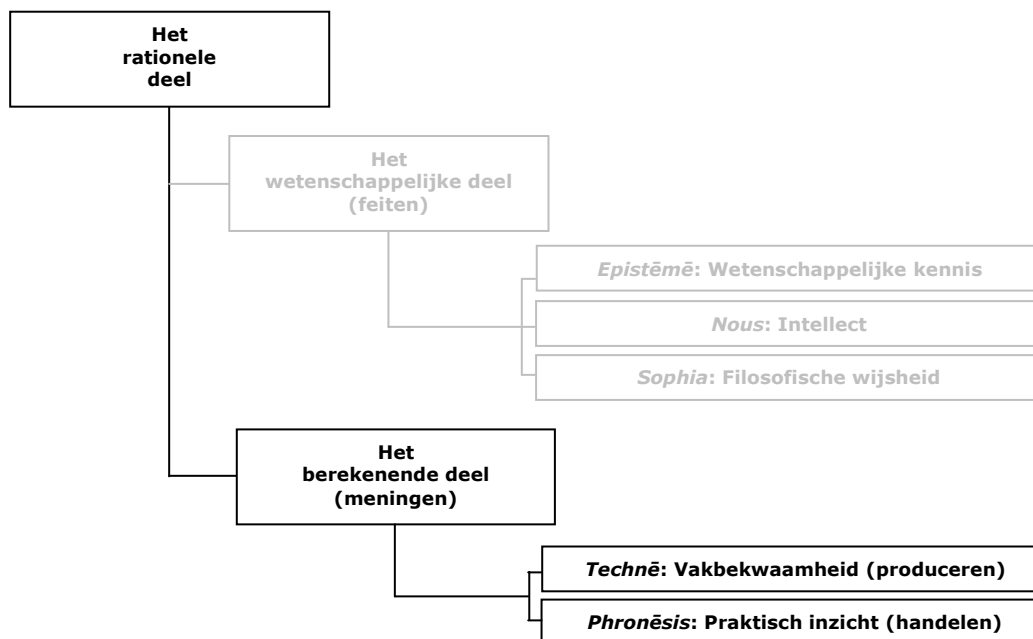 Het
rationele
deel
Het
wetenschappelijke deel
(feiten)
Epistēmē: Wetenschappelijke kennis
Nous: Intellect
Sophia: Filosofische wijsheid
Het
berekenende deel
(meningen)
Technē: Vakbekwaamheid (produceren)
Phronēsis: Praktisch inzicht (handelen)